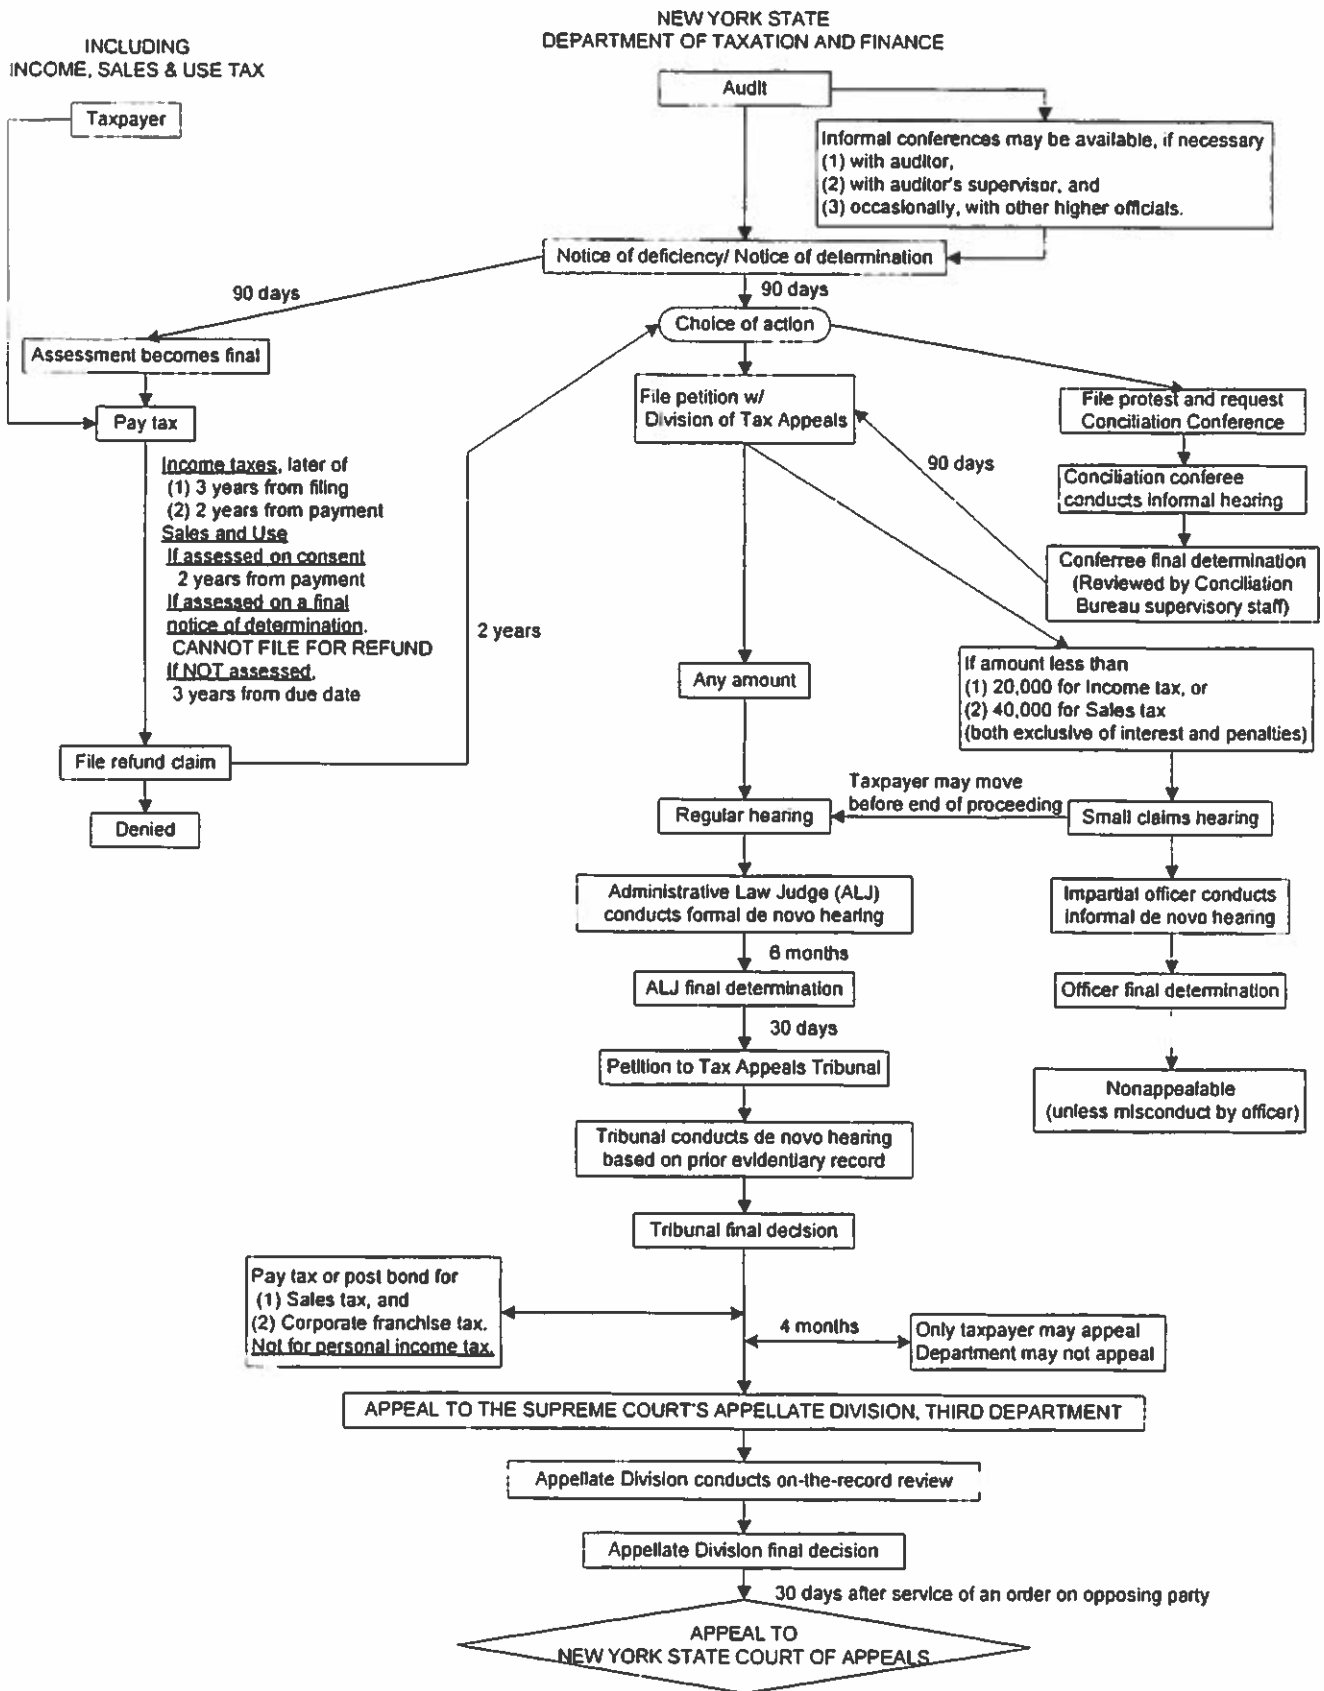 NEW YORK STATE
DEPARTMENT OF TAXATION AND FINANCE
INCLUDING
INCOME, SALES & USE TAX
Taxpayer
Audit
Informal conferences may be available, if necessary
(1) with auditor,
(2) with auditor's supervisor, and
(3) occasionally, with other higher officials.
Notice of deficiency/ Notice of determination
90 days
90 days
Choice of action
Assessment becomes final
Pay tax
File petition w/
Division of Tax Appeals
File protest and request
Conciliation Conference
90 days
Conciliation conferee
conducts informal hearing
Conferree final determination
(Reviewed by Conciliation
Bureau supervisory staff)
Income taxes, later of
(1) 3 years from filing
(2) 2 years from payment
Sales and Use
If assessed on consent
2 years from payment
If assessed on a final
notice of determination,
CANNOT FILE FOR REFUND
If NOT assessed,
3 years from due date
2 years
Any amount
If amount less than
(1) 20,000 for Income tax, or
(2) 40,000 for Sales tax
(both exclusive of interest and penalties)
File refund claim
Denied
Taxpayer may move
before end of proceeding
Regular hearing
Small claims hearing
Administrative Law Judge (ALJ)
conducts formal de novo hearing
Impartial officer conducts
informal de novo hearing
6 months
ALJ final determination
Officer final determination
30 days
Petition to Tax Appeals Tribunal
Nonappealable
(unless misconduct by officer)
Tribunal conducts de novo hearing
based on prior evidentiary record
Tribunal final decision
Pay tax or post bond for
(1) Sales tax, and
(2) Corporate franchise tax.
Not for personal income tax.
4 months
Only taxpayer may appeal
Department may not appeal
APPEAL TO THE SUPREME COURT'S APPELLATE DIVISION, THIRD DEPARTMENT
Appellate Division conducts on-the-record review
Appellate Division final decision
30 days after service of an order on opposing party
APPEAL TO
NEW YORK STATE COURT OF APPEALS